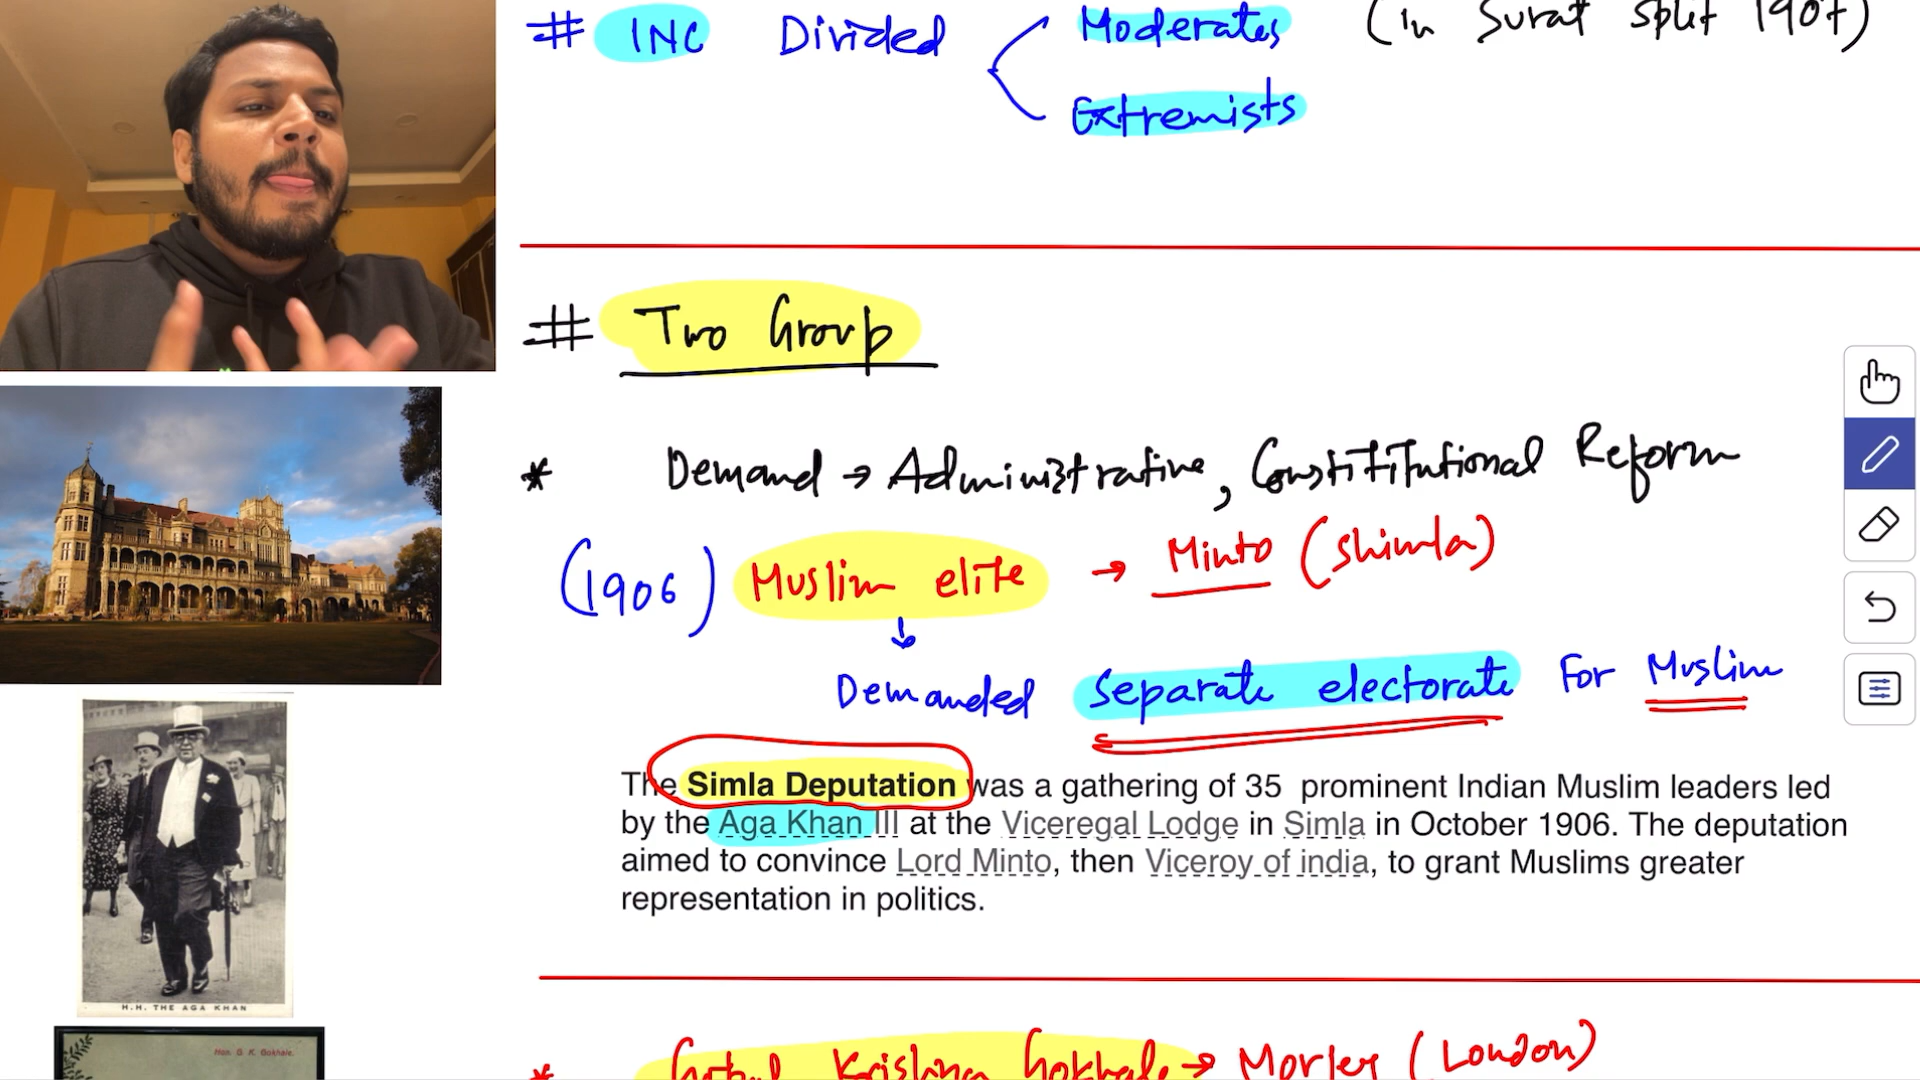 # INC Divided Moderates (in Surat Split 1907)
Extremists
# Two Group
* Demand → Administrative, Constititutional Reform
(1906) Muslim elite → Minto (Shimla)
↓
Demanded Separate electorate For Muslim
The Simla Deputation was a gathering of 35 prominent Indian Muslim leaders led
by the Aga Khan III at the Viceregal Lodge in Simla in October 1906. The deputation
aimed to convince Lord Minto, then Viceroy of india, to grant Muslims greater
representation in politics.
H.H. THE AGA KHAN
Hon. G. K. Gokhale.
* Gopal Krishna Gokhale → Morley (London)